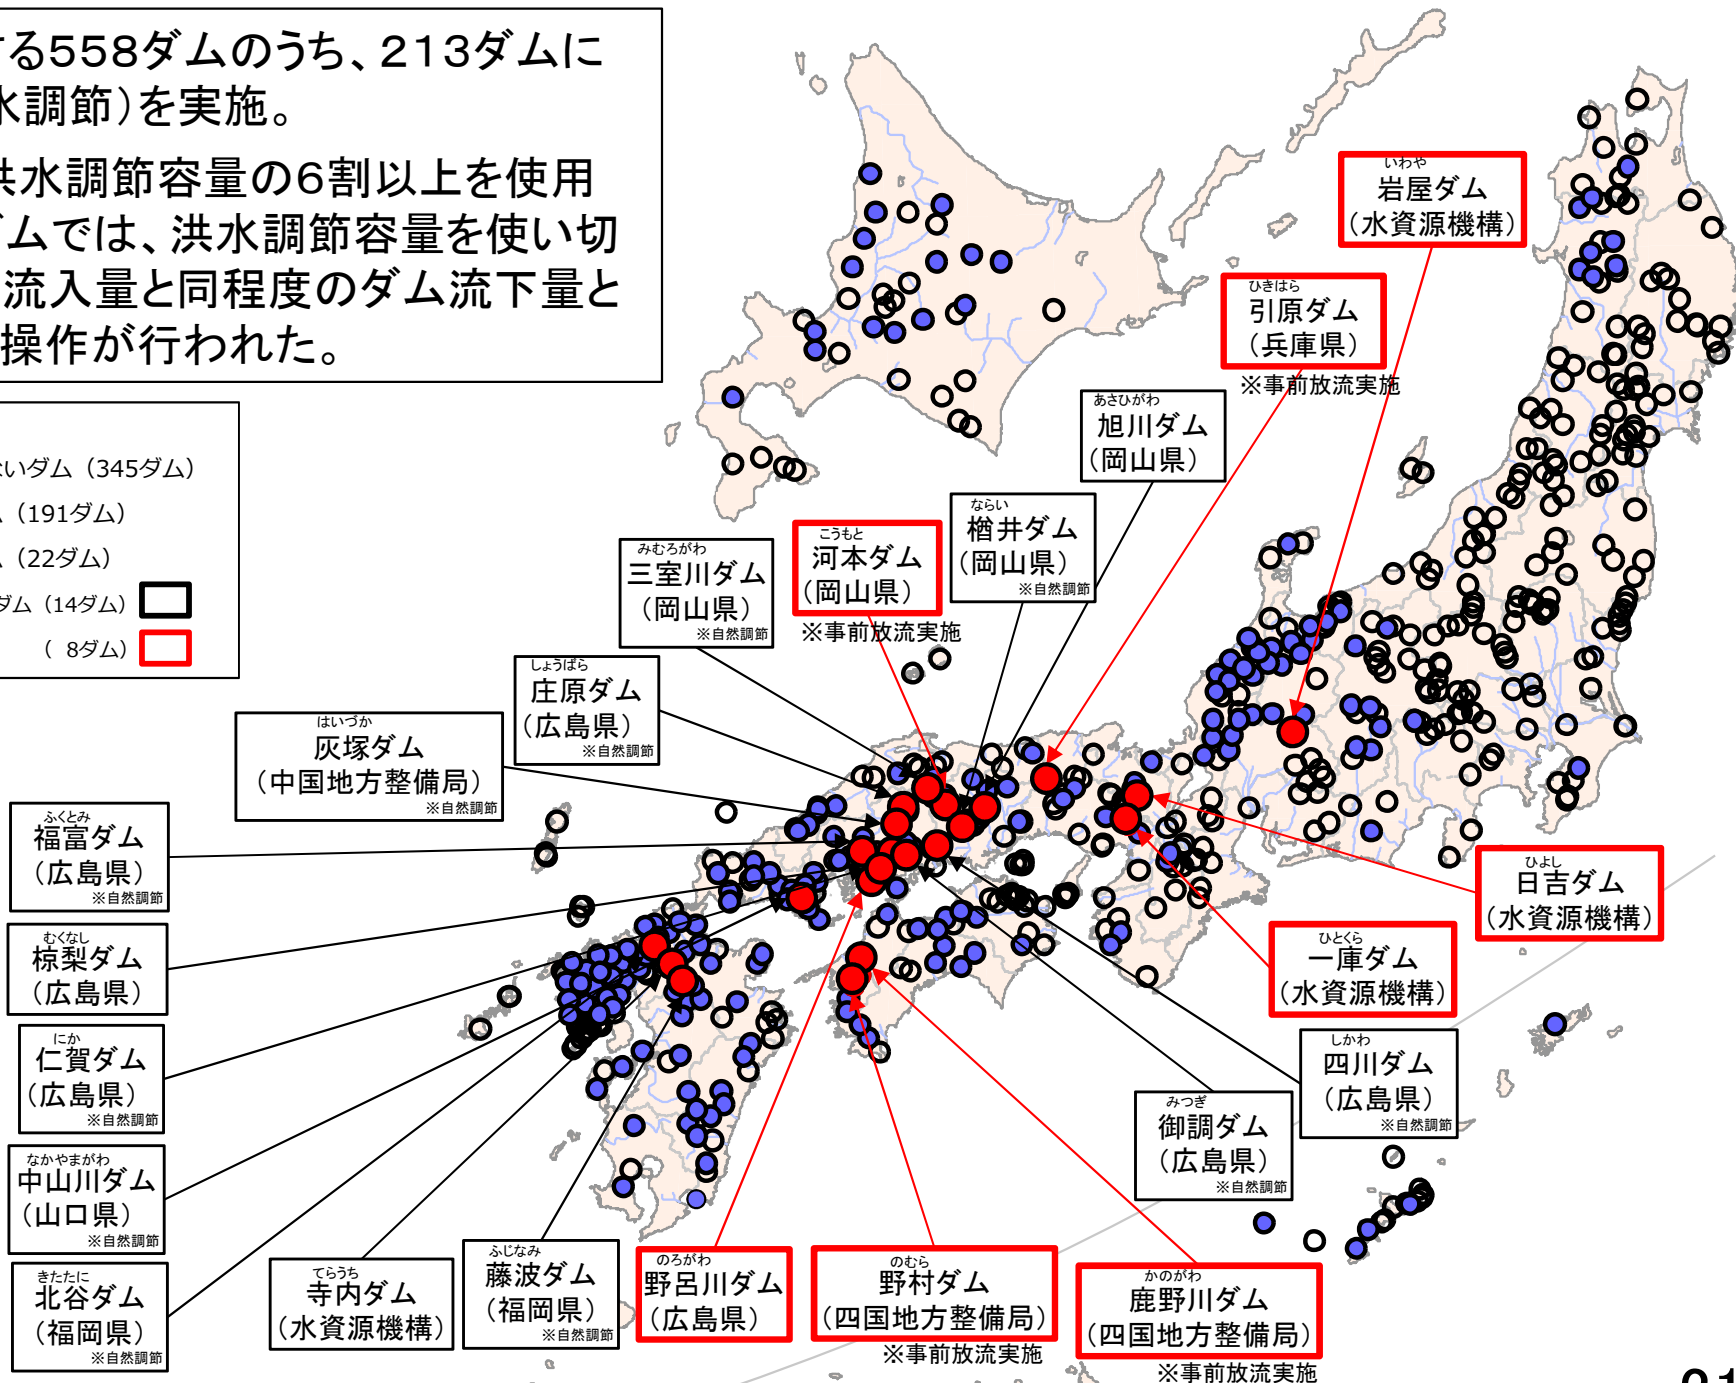 する558ダムのうち、213ダムに
水調節）を実施。
洪水調節容量の６割以上を使用
ダムでは、洪水調節容量を使い切
流入量と同程度のダム流下量と
操作が行われた。
ないダム（345ダム）
（191ダム）
（22ダム）
ダム（14ダム）
（ 8ダム）
いわや
岩屋ダム
（水資源機構）
ひきはら
引原ダム
（兵庫県）
※事前放流実施
あさひがわ
旭川ダム
（岡山県）
ならい
楢井ダム
（岡山県）
※自然調節
こうもと
河本ダム
（岡山県）
※事前放流実施
みむろがわ
三室川ダム
（岡山県）
※自然調節
しょうばら
庄原ダム
（広島県）
※自然調節
はいづか
灰塚ダム
（中国地方整備局）
※自然調節
ふくとみ
福富ダム
（広島県）
※自然調節
むくなし
椋梨ダム
（広島県）
にか
仁賀ダム
（広島県）
※自然調節
なかやまがわ
中山川ダム
（山口県）
※自然調節
きたたに
北谷ダム
（福岡県）
※自然調節
てらうち
寺内ダム
（水資源機構）
ふじなみ
藤波ダム
（福岡県）
※自然調節
のろがわ
野呂川ダム
（広島県）
のむら
野村ダム
（四国地方整備局）
※事前放流実施
かのがわ
鹿野川ダム
（四国地方整備局）
※事前放流実施
みつぎ
御調ダム
（広島県）
※自然調節
しかわ
四川ダム
（広島県）
※自然調節
ひとくら
一庫ダム
（水資源機構）
ひよし
日吉ダム
（水資源機構）